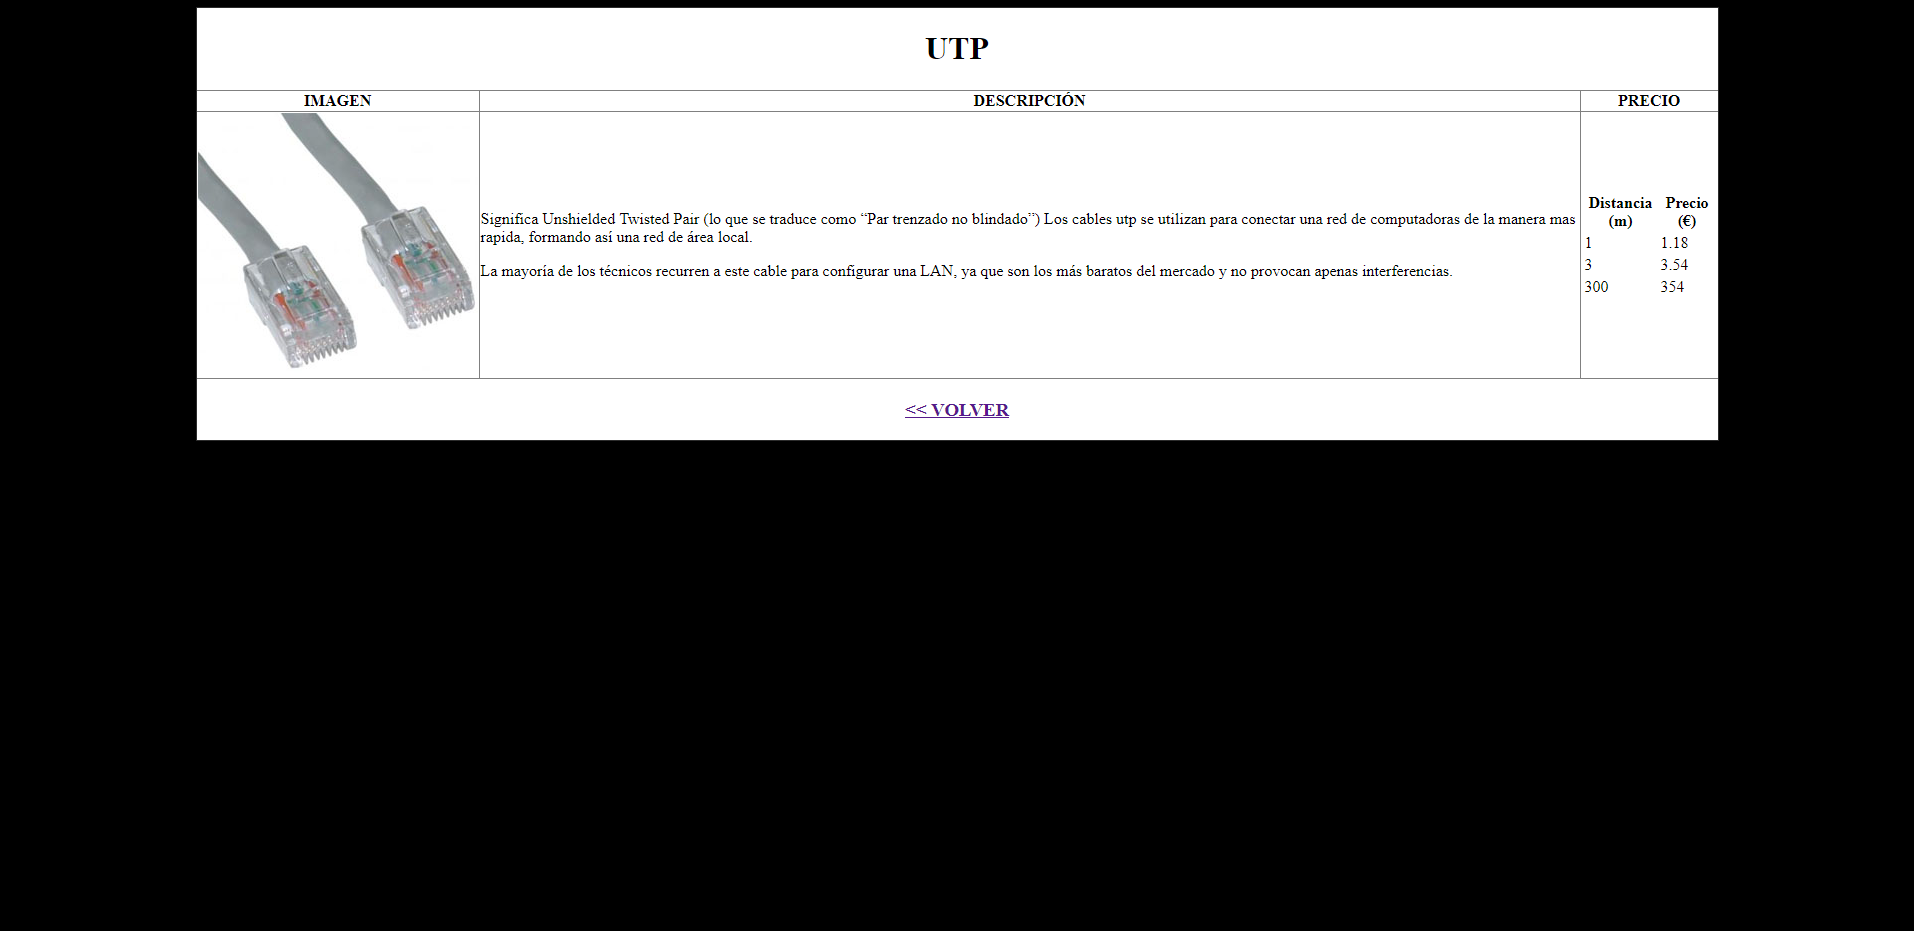 UTP
IMAGEN DESCRIPCIÓN PRECIO
Significa Unshielded Twisted Pair (lo que se traduce como “Par trenzado no blindado”) Los cables utp se utilizan para conectar una red de computadoras de la manera mas
rapida, formando así una red de área local.
La mayoría de los técnicos recurren a este cable para configurar una LAN, ya que son los más baratos del mercado y no provocan apenas interferencias.
Distancia Precio
(m) (€)
1 1.18
3 3.54
300 354
<< VOLVER